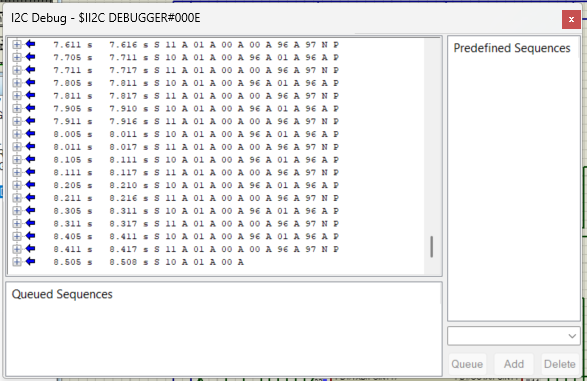 I2C Debug - $II2C DEBUGGER#000E
x
7.611 s 7.616 s S 11 A 01 A 00 A 00 A 96 A 97 N P
7.705 s 7.711 s S 10 A 01 A 00 A 96 A 01 A 96 A P
7.711 s 7.717 s S 11 A 01 A 00 A 00 A 96 A 97 N P
7.805 s 7.811 s S 10 A 01 A 00 A 96 A 01 A 96 A P
7.811 s 7.817 s S 11 A 01 A 00 A 00 A 96 A 97 N P
7.905 s 7.910 s S 10 A 01 A 00 A 96 A 01 A 96 A P
7.911 s 7.916 s S 11 A 01 A 00 A 00 A 96 A 97 N P
8.005 s 8.011 s S 10 A 01 A 00 A 96 A 01 A 96 A P
8.011 s 8.017 s S 11 A 01 A 00 A 00 A 96 A 97 N P
8.105 s 8.111 s S 10 A 01 A 00 A 96 A 01 A 96 A P
8.111 s 8.117 s S 11 A 01 A 00 A 00 A 96 A 97 N P
8.205 s 8.210 s S 10 A 01 A 00 A 96 A 01 A 96 A P
8.211 s 8.216 s S 11 A 01 A 00 A 00 A 96 A 97 N P
8.305 s 8.311 s S 10 A 01 A 00 A 96 A 01 A 96 A P
8.311 s 8.317 s S 11 A 01 A 00 A 00 A 96 A 97 N P
8.405 s 8.411 s S 10 A 01 A 00 A 96 A 01 A 96 A P
8.411 s 8.417 s S 11 A 01 A 00 A 00 A 96 A 97 N P
8.505 s 8.508 s S 10 A 01 A 00 A
Queued Sequences
Predefined Sequences
Queue Add Delete